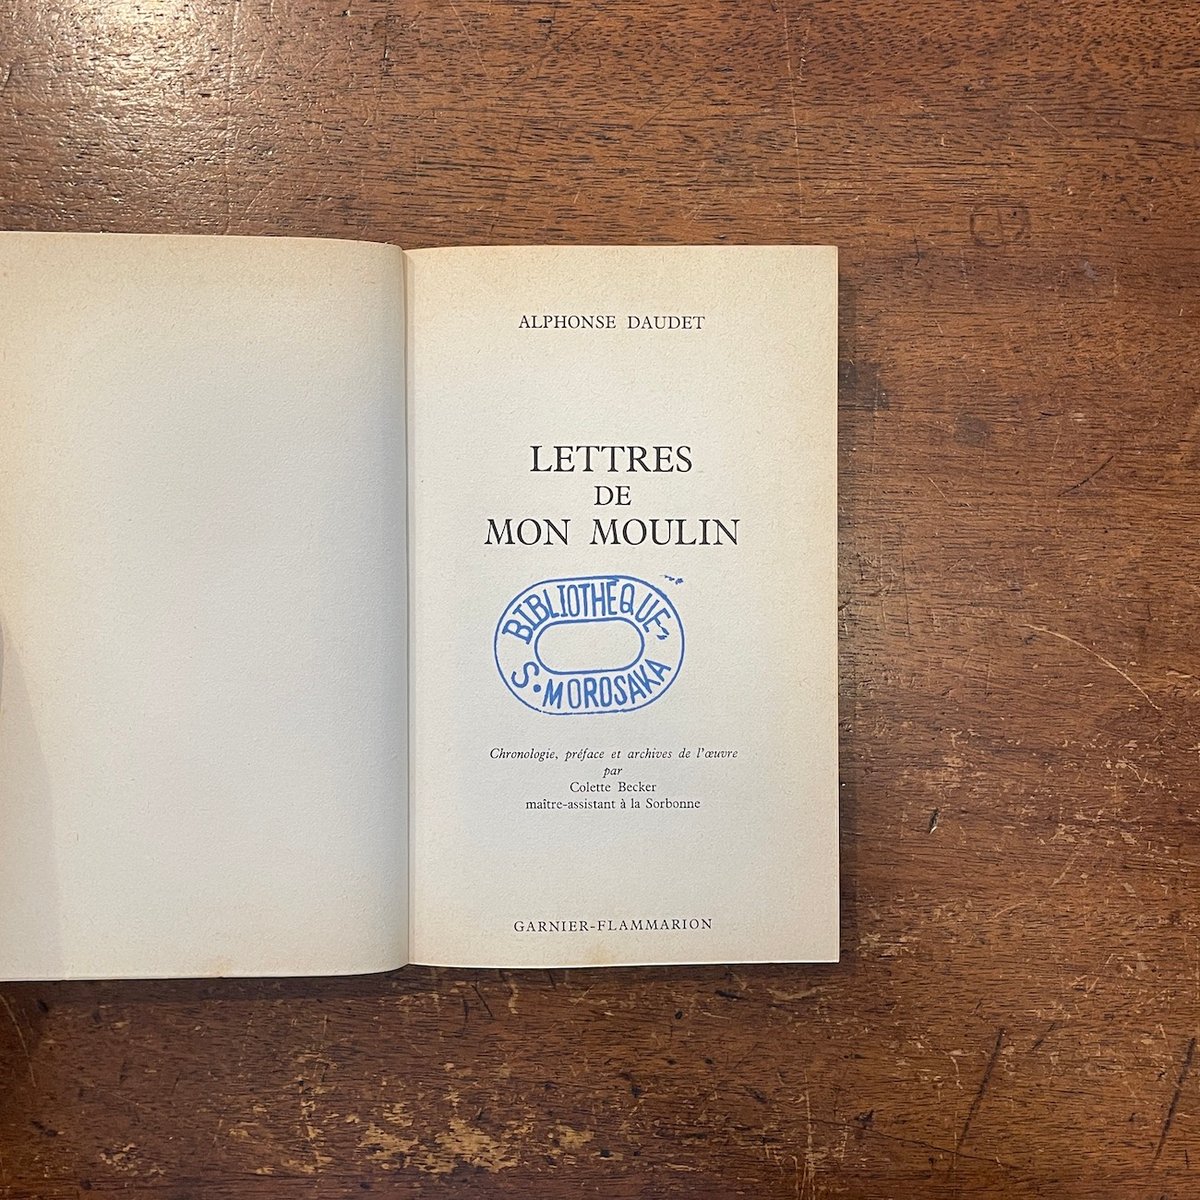 ALPHONSE DAUDET
LETTRES
DE
MON MOULIN
BIBLIOTHÉQUE
S. MOROSAKA
Chronologie, préface et archives de l'œuvre
par
Colette Becker
maître-assistant à la Sorbonne
GARNIER-FLAMMARION